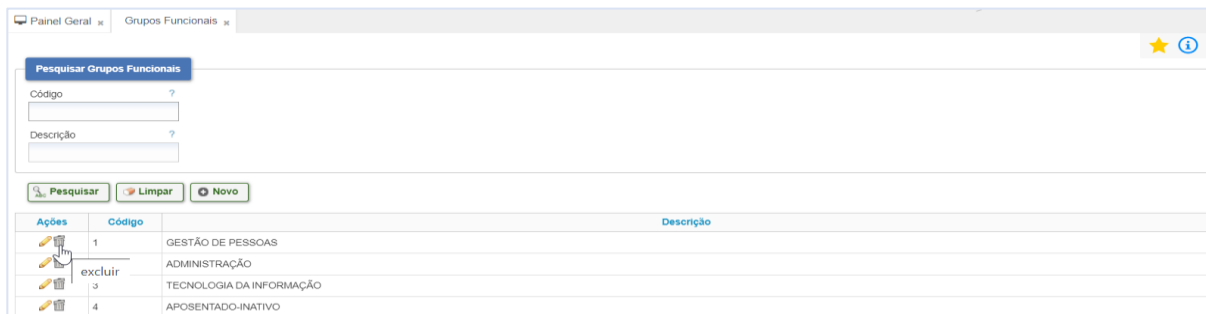 Painel Geral x Grupos Funcionais x
Pesquisar Grupos Funcionais
Código ?
Descrição ?
Pesquisar Limpar Novo
Ações Código Descrição
1 GESTÃO DE PESSOAS
ADMINISTRAÇÃO
excluir
3 TECNOLOGIA DA INFORMAÇÃO
4 APOSENTADO-INATIVO